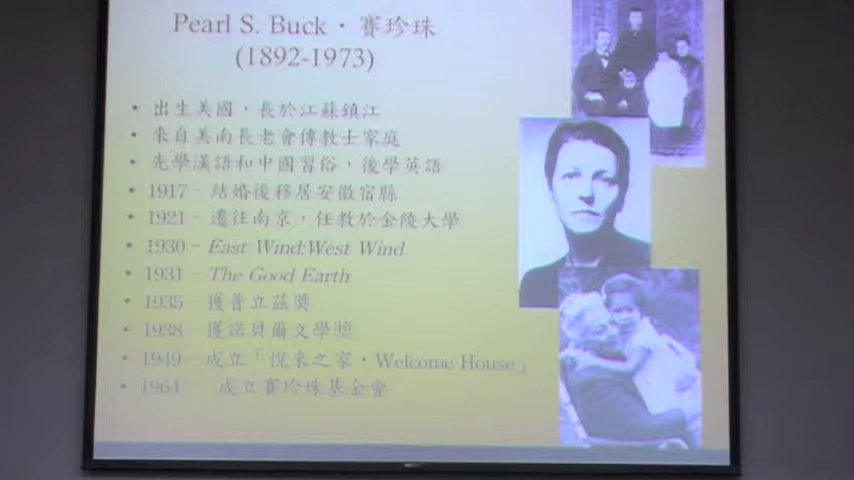 Pearl S. Buck · 賽珍珠
(1892-1973)
• 出生美國，長於江蘇鎮江
• 來自美南長老會傳教士家庭
• 先學漢語和中國習俗，後學英語
• 1917 – 結婚後移居安徽宿縣
• 1921 – 遷往南京，任教於金陵大學
• 1930 – East Wind:West Wind
• 1931 – The Good Earth
• 1935 獲普立茲獎
• 1938 獲諾貝爾文學獎
• 1949 – 成立「悅來之家 · Welcome House」
• 1964 成立賽珍珠基金會